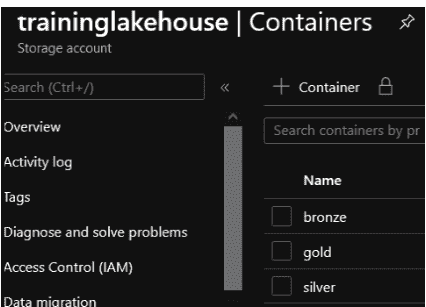 traininglakehouse | Containers
Storage account
Search (Ctrl+/)
«
+ Container
Overview
Activity log
Tags
Diagnose and solve problems
Access Control (IAM)
Data migration
Search containers by pr
Name
bronze
gold
silver